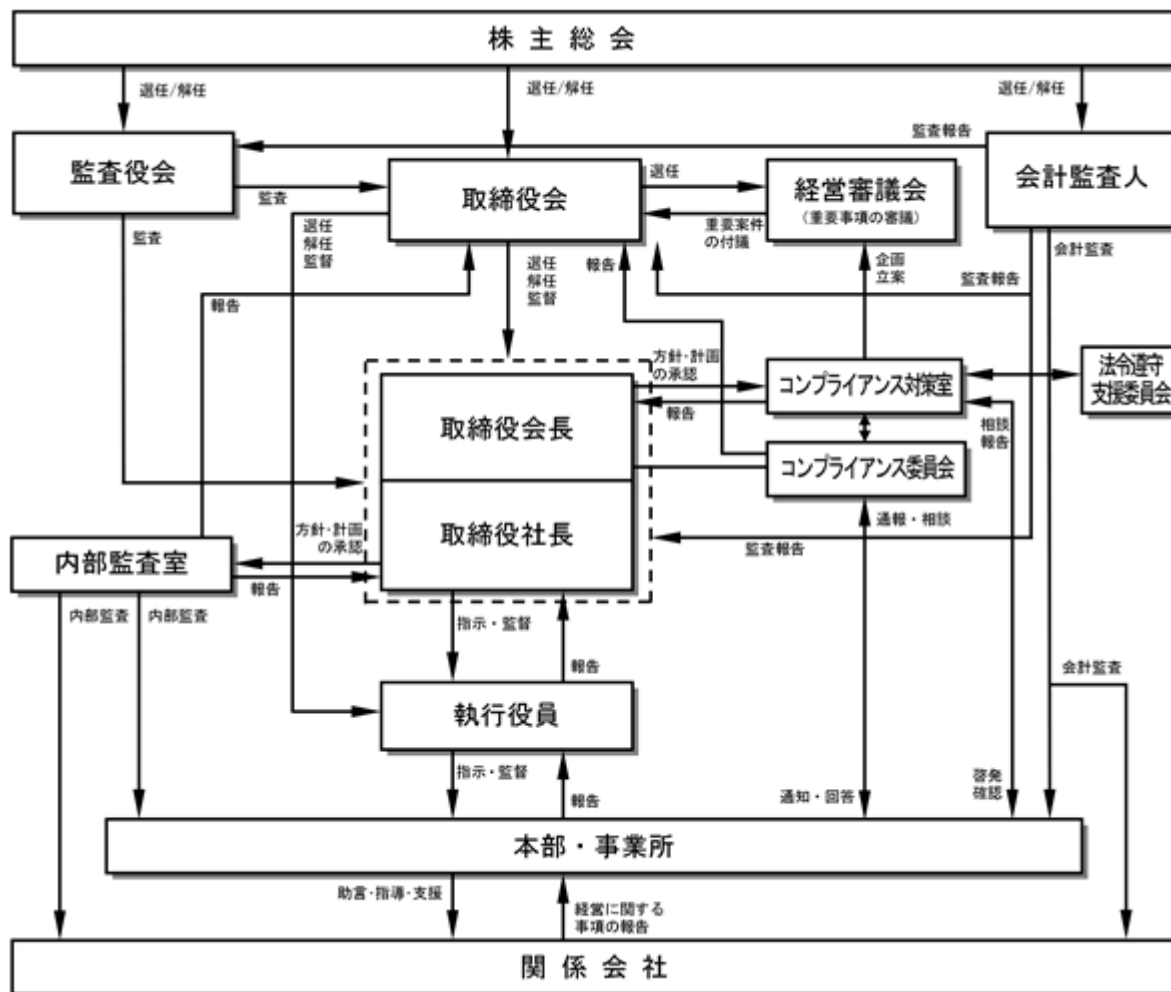 株主総会
選任/解任
選任/解任
選任/解任
監査役会
監査報告
会計監査人
監査
取締役会
選任
経営審議会
(重要事項の審議)
重要案件
の付議
監査
選任
解任
監督
選任
解任
監督
報告
企画
立案
会計監査
報告
監査報告
方針・計画
の承認
コンプライアンス対策室
法令遵守
支援委員会
報告
相談
報告
取締役会長
コンプライアンス委員会
通報・相談
取締役社長
方針・計画
の承認
監査報告
内部監査室
報告
内部監査
内部監査
指示・監督
報告
会計監査
執行役員
指示・監督
報告
通知・回答
啓発
確認
本部・事業所
助言・指導・支援
経営に関する
事項の報告
関係会社